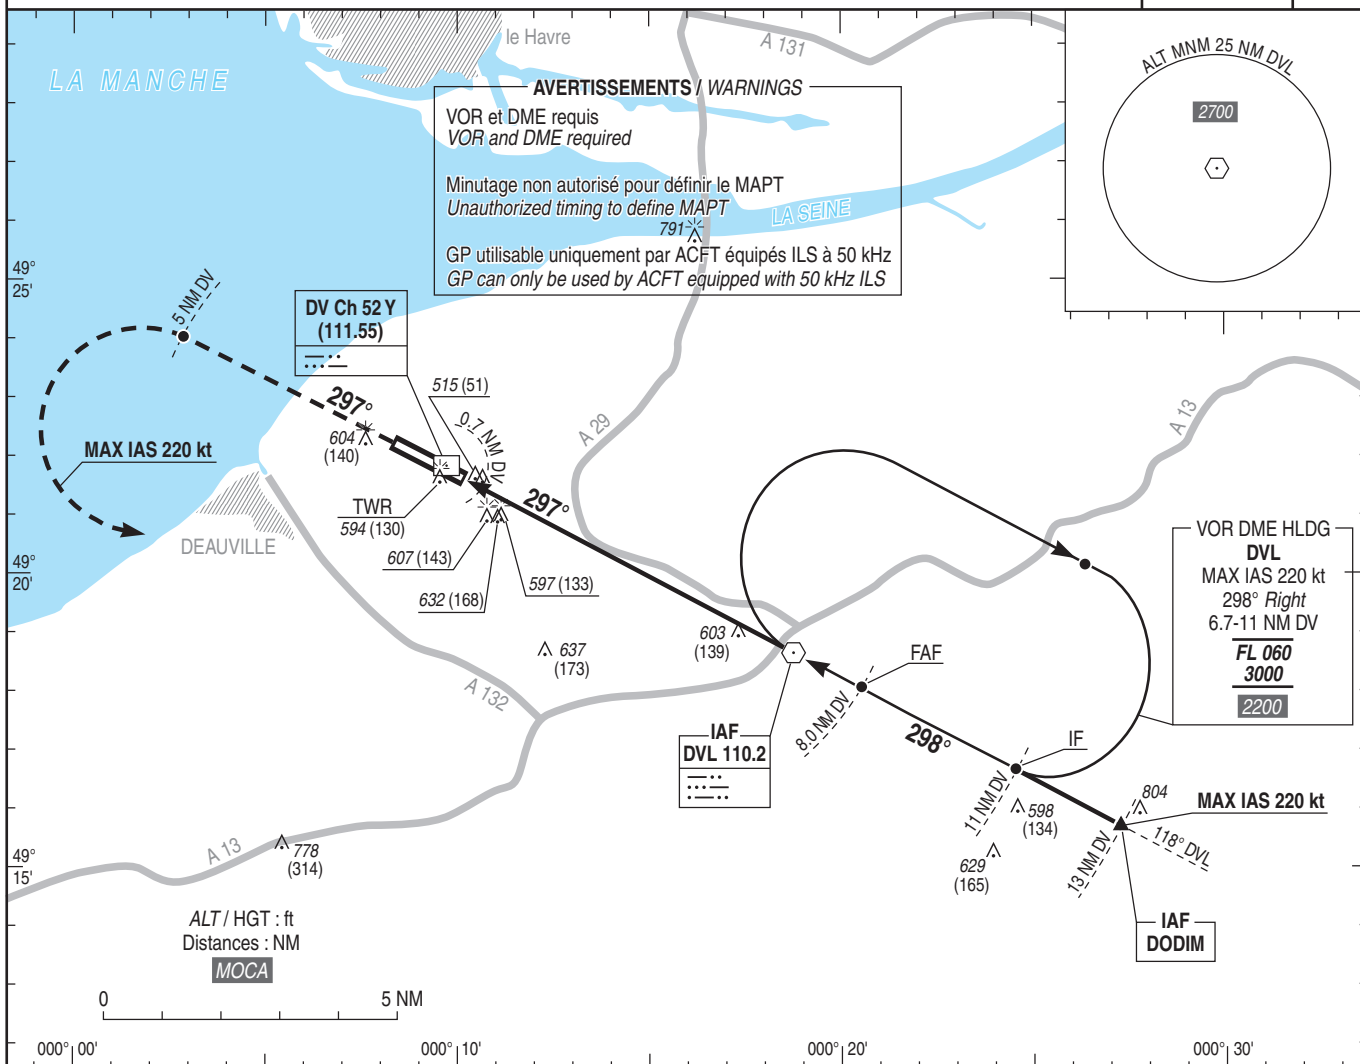 le Havre
A 131
LA MANCHE
AVERTISSEMENTS / WARNINGS
VOR et DME requis
VOR and DME required
Minutage non autorisé pour définir le MAPT
Unauthorized timing to define MAPT
GP utilisable uniquement par ACFT équipés ILS à 50 kHz
GP can only be used by ACFT equipped with 50 kHz ILS
791
LA SEINE
ALT MNM 25 NM DVL
2700
49°
25'
5 NM DV
DV Ch 52 Y
(111.55)
515 (51)
0.7 NM DV
297°
604
(140)
MAX IAS 220 kt
TWR
594 (130)
DEAUVILLE
607 (143)
632 (168)
597 (133)
297°
A 29
A 13
49°
20'
637
(173)
603
(139)
A 132
VOR DME HLDG
DVL
MAX IAS 220 kt
298° Right
6.7-11 NM DV
FL 060
3000
2200
FAF
8.0 NM DV
298°
IAF
DVL 110.2
IF
11 NM DV
598
(134)
629
(165)
804
MAX IAS 220 kt
118° DVL
13 NM DV
IAF
DODIM
49°
15'
A 13
778
(314)
ALT / HGT : ft
Distances : NM
MOCA
0
5 NM
000° 00'
000° 10'
000° 20'
000° 30'